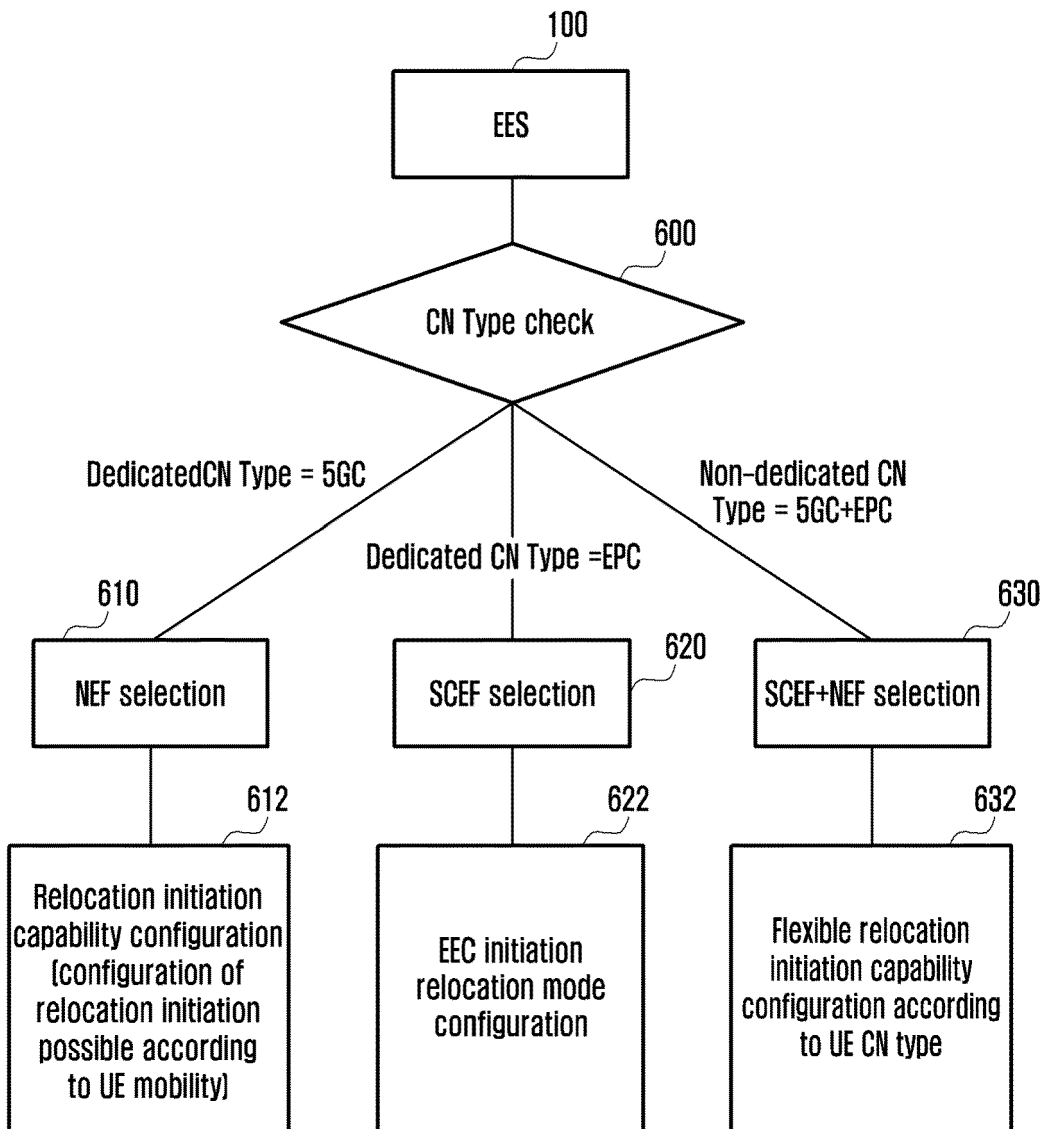 100
EES
600
CN Type check
DedicatedCN Type = 5GC
Dedicated CN Type =EPC
Non-dedicated CN
Type = 5GC+EPC
610
NEF selection
620
SCEF selection
630
SCEF+NEF selection
612
Relocation initiation
capability configuration
(configuration of
relocation initiation
possible according
to UE mobility)
622
EEC initiation
relocation mode
configuration
632
Flexible relocation
initiation capability
configuration according
to UE CN type